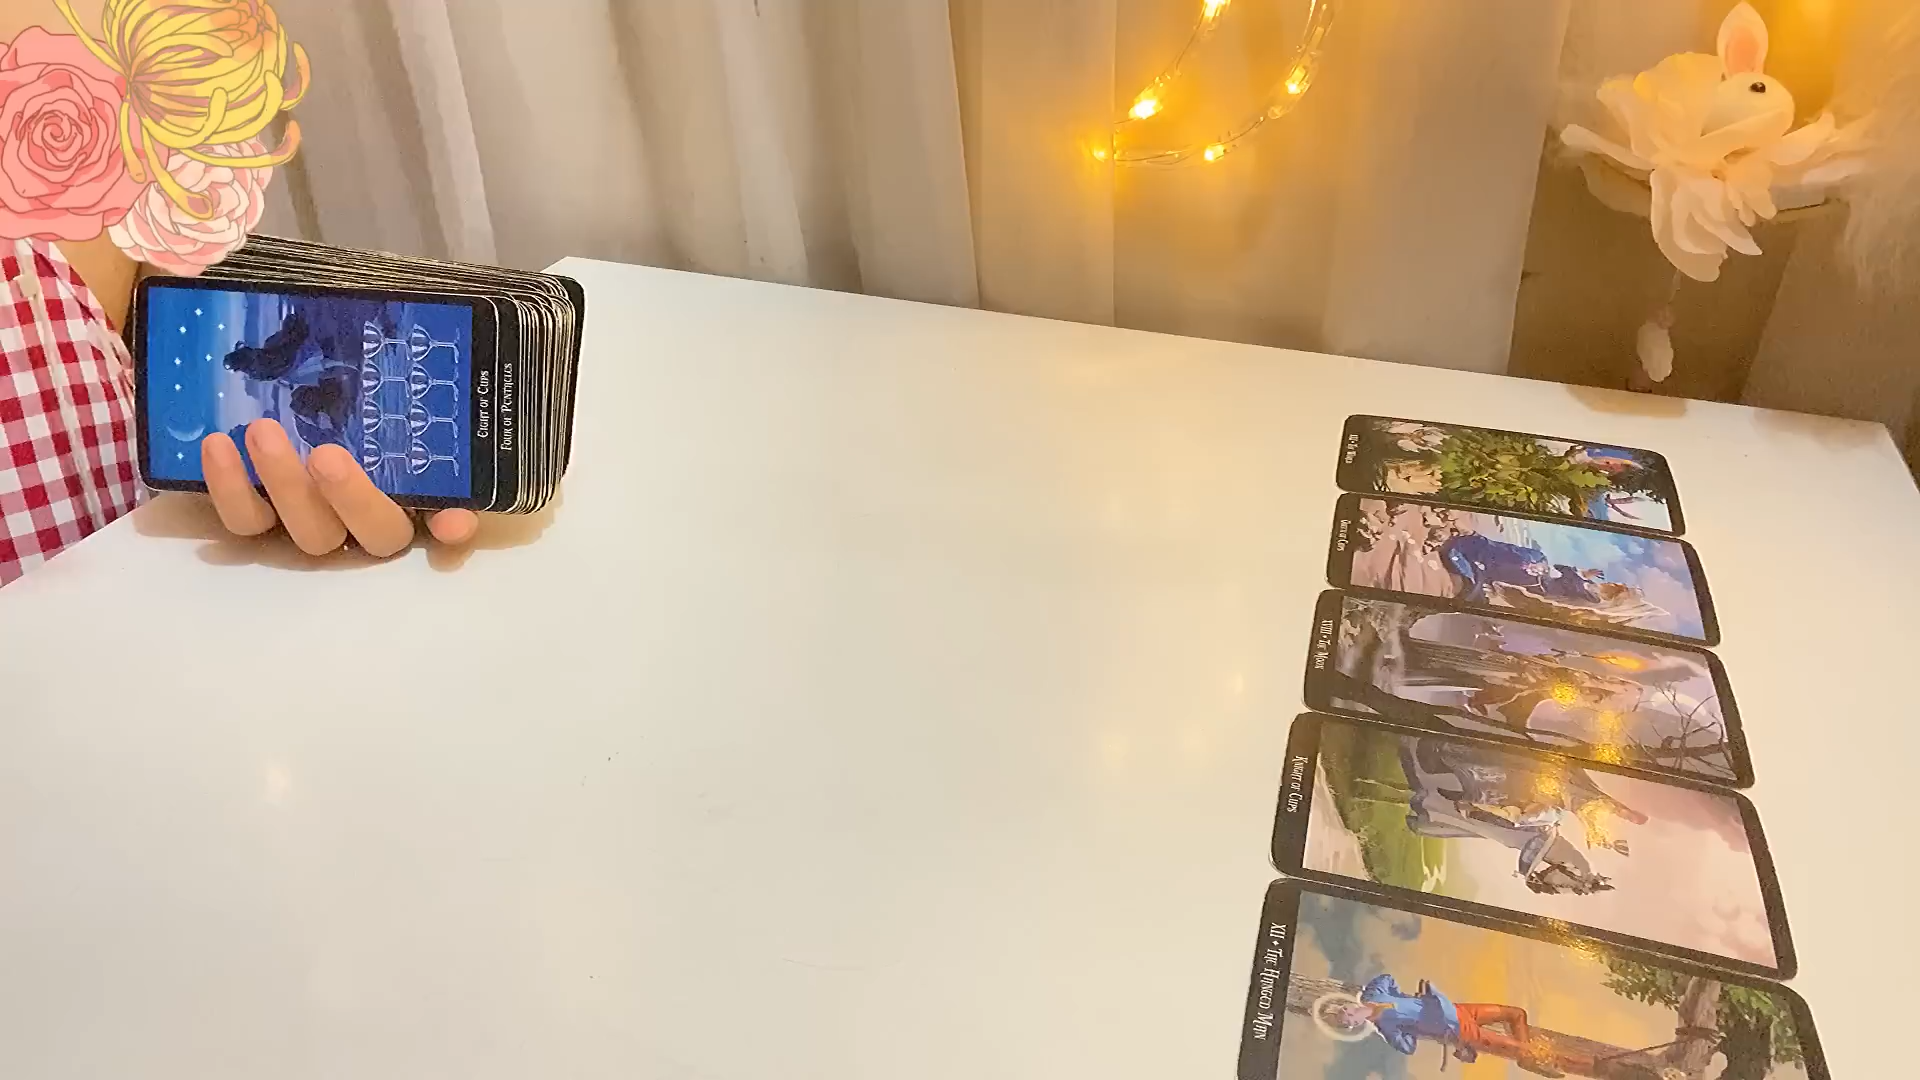 Eight of Cups
Four of Pentacles
Queen of Cups
XVIII • The Moon
Knight of Cups
XII • The Hanged Man